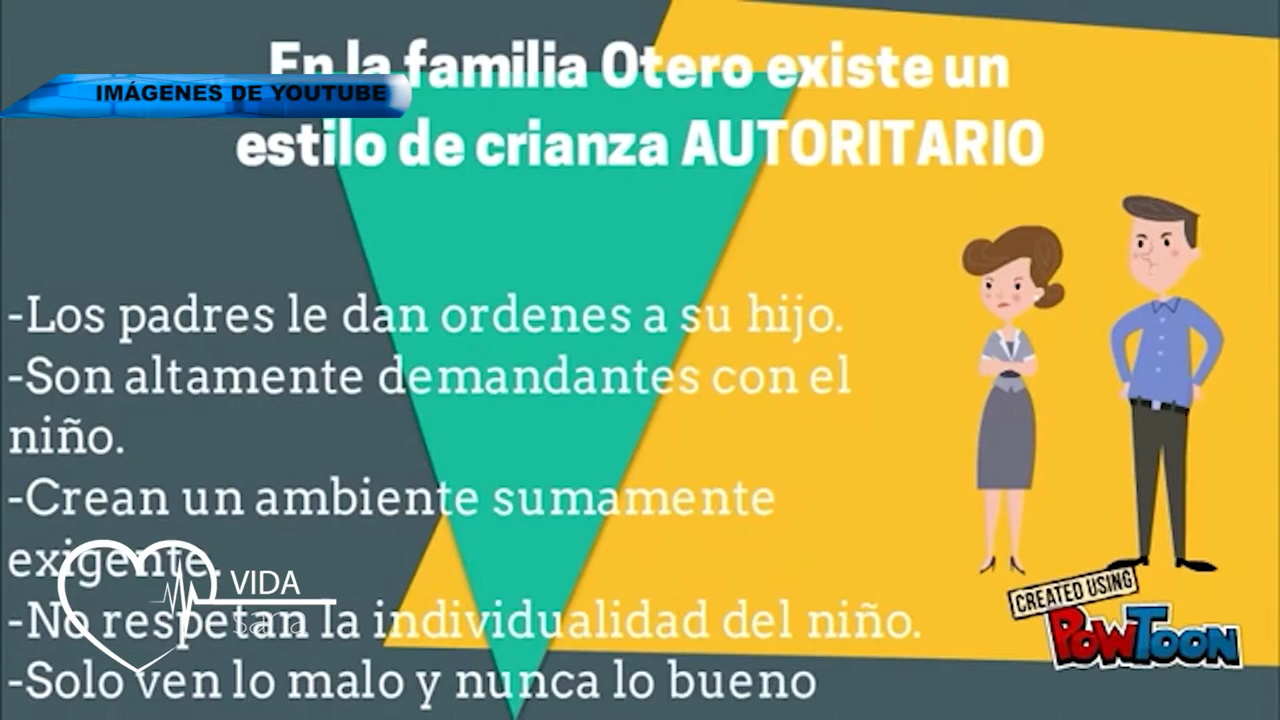 En la familia Otero existe un
IMÁGENES DE YOUTUBE
estilo de crianza AUTORITARIO
-Los padres le dan ordenes a su hijo.
-Son altamente demandantes con el
niño.
-Crean un ambiente sumamente
exigente.
VIDA
sana
-No respetan la individualidad del niño.
-Solo ven lo malo y nunca lo bueno
CREATED USING
POWTOON